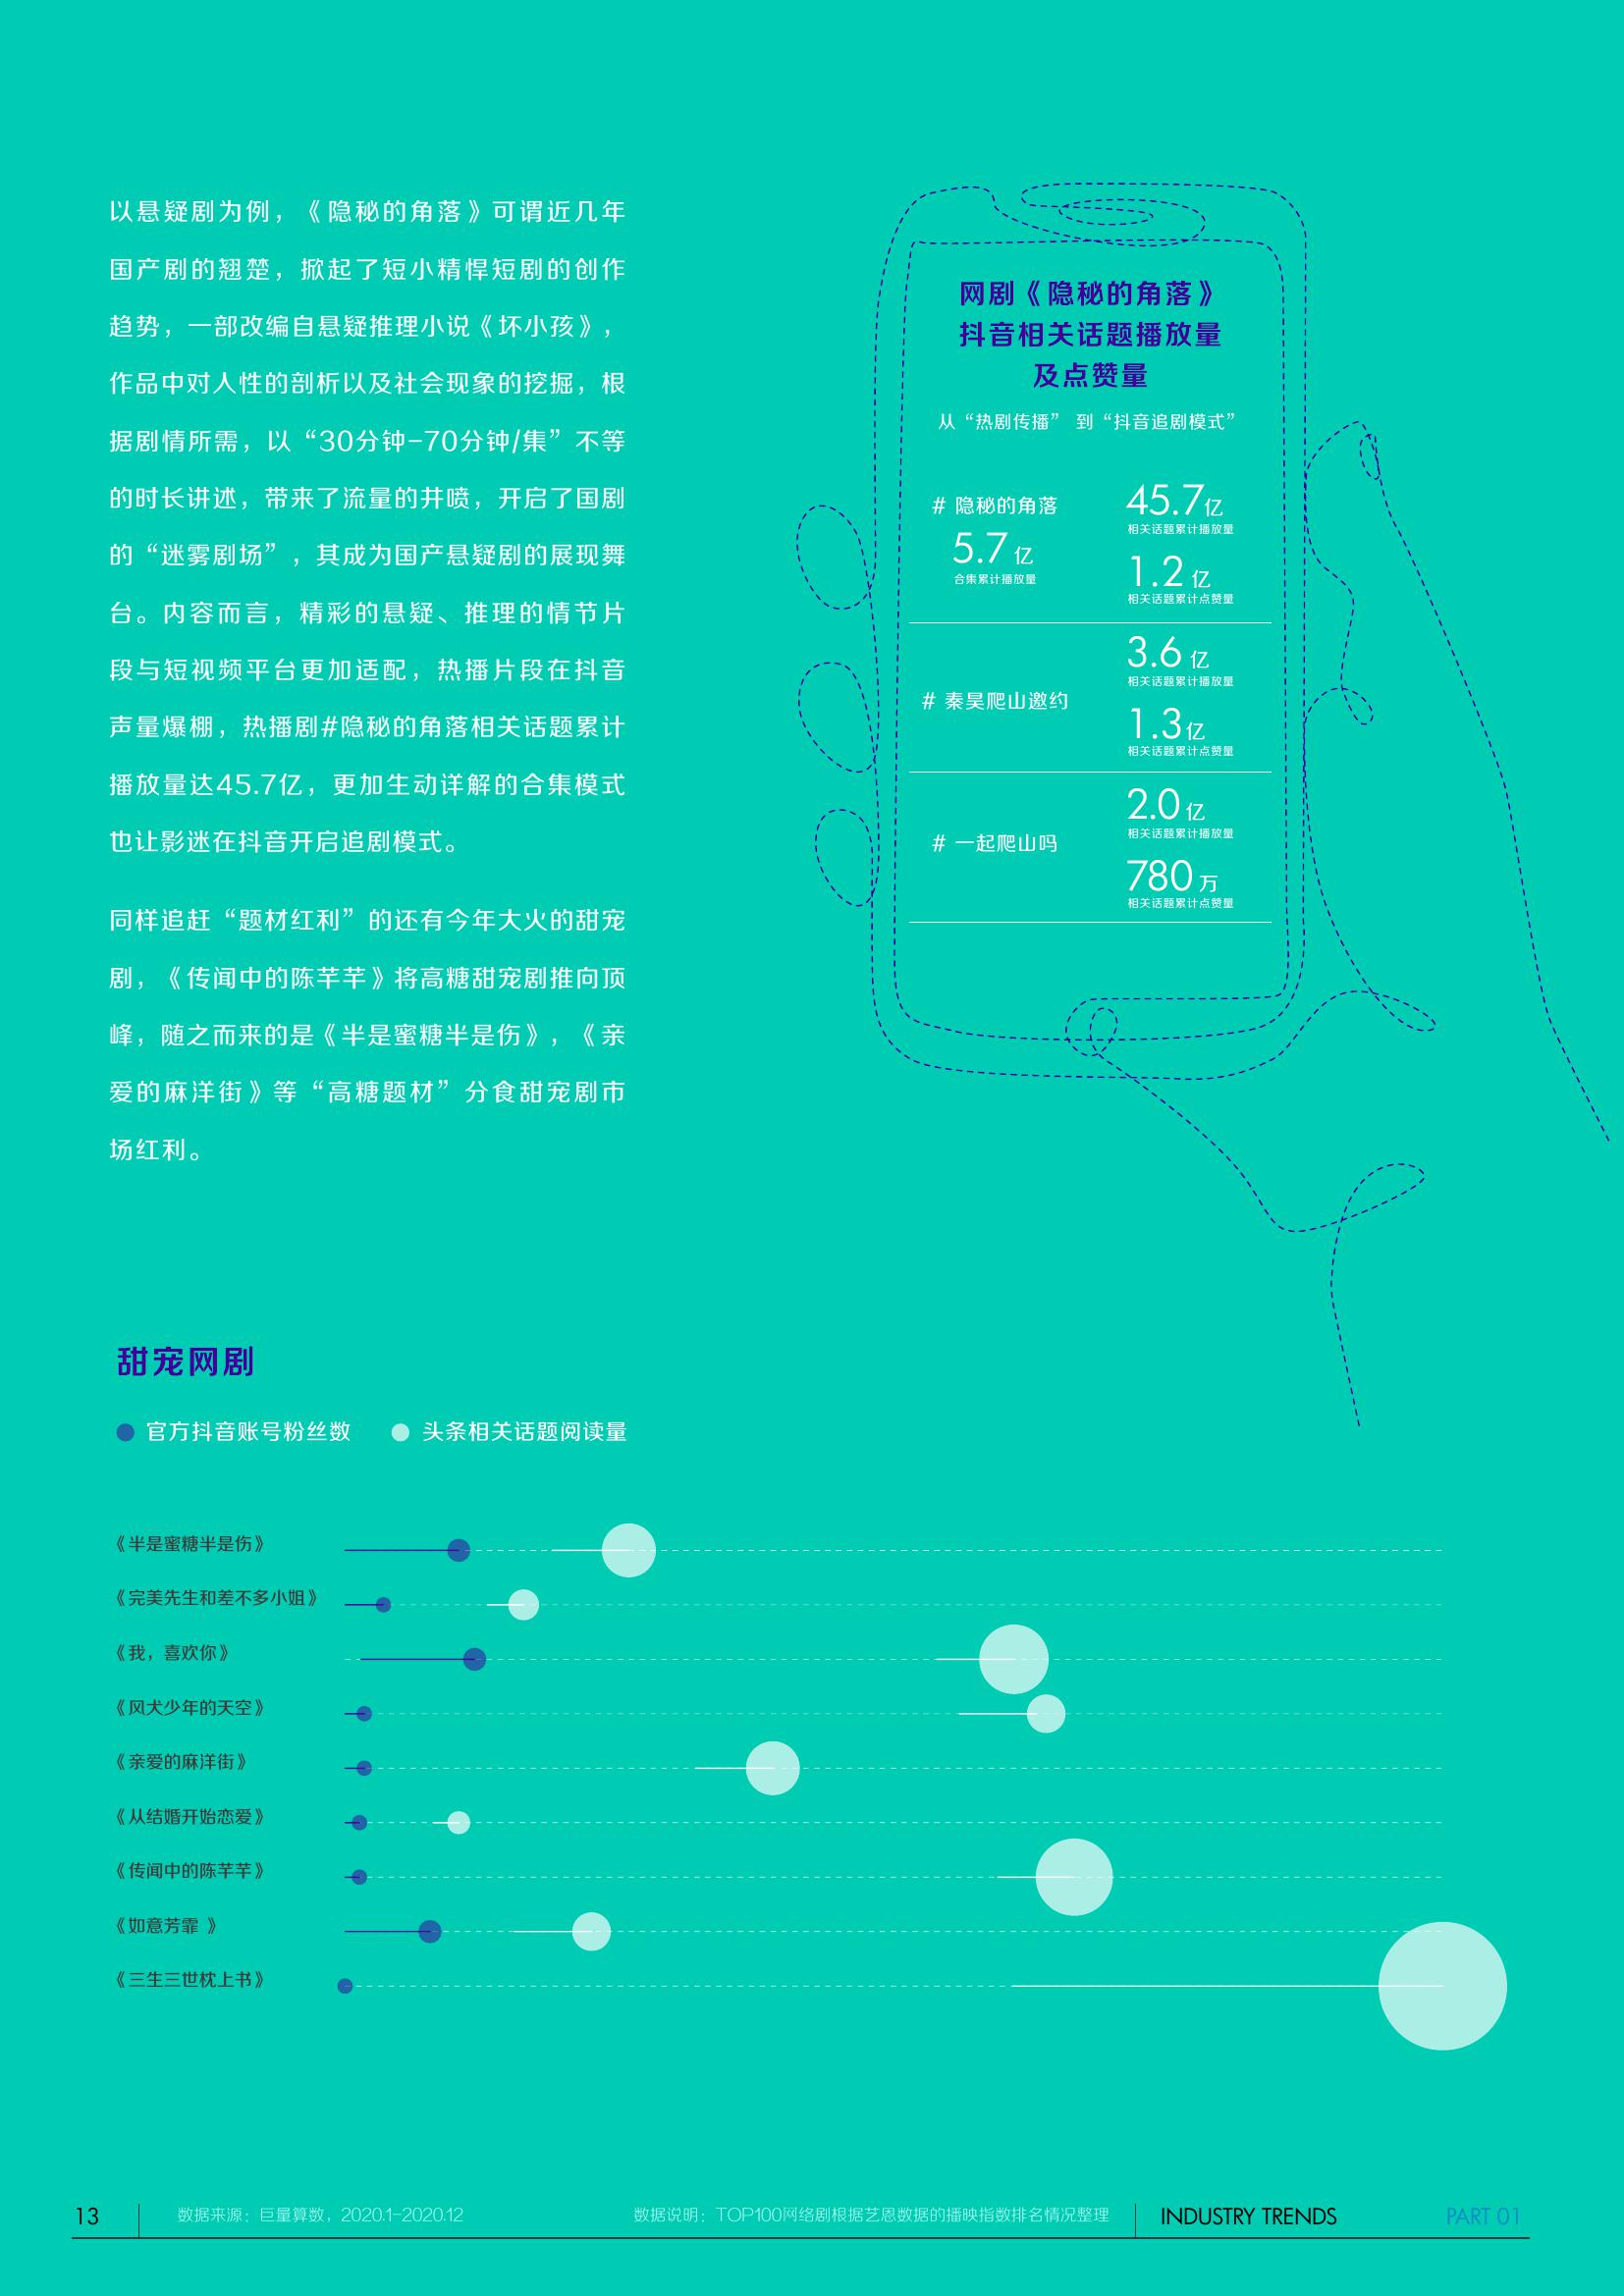 以悬疑剧为例，《隐秘的角落》可谓近几年
国产剧的翘楚，掀起了短小精悍短剧的创作
趋势，一部改编自悬疑推理小说《坏小孩》，
作品中对人性的剖析以及社会现象的挖掘，根
据剧情所需，以“30分钟-70分钟/集”不等
的时长讲述，带来了流量的井喷，开启了国剧
的“迷雾剧场”，其成为国产悬疑剧的展现舞
台。内容而言，精彩的悬疑、推理的情节片
段与短视频平台更加适配，热播片段在抖音
声量爆棚，热播剧#隐秘的角落相关话题累计
播放量达45.7亿，更加生动详解的合集模式
也让影迷在抖音开启追剧模式。
同样追赶“题材红利”的还有今年大火的甜宠
剧，《传闻中的陈芊芊》将高糖甜宠剧推向顶
峰，随之而来的是《半是蜜糖半是伤》，《亲
爱的麻洋街》等“高糖题材”分食甜宠剧市
场红利。
网剧《隐秘的角落》
抖音相关话题播放量
及点赞量
从“热剧传播” 到“抖音追剧模式”
# 隐秘的角落
5.7 亿
合集累计播放量
45.7亿
相关话题累计播放量
1.2 亿
相关话题累计点赞量
# 秦昊爬山邀约
3.6 亿
相关话题累计播放量
1.3亿
相关话题累计点赞量
# 一起爬山吗
2.0 亿
相关话题累计播放量
780 万
相关话题累计点赞量
甜宠网剧
官方抖音账号粉丝数 头条相关话题阅读量
《半是蜜糖半是伤》
《完美先生和差不多小姐》
《我，喜欢你》
《风犬少年的天空》
《亲爱的麻洋街》
《从结婚开始恋爱》
《传闻中的陈芊芊》
《如意芳霏 》
《三生三世枕上书》
13 数据来源：巨量算数，2020.1-2020.12 数据说明：TOP100网络剧根据艺恩数据的播映指数排名情况整理 INDUSTRY TRENDS PART 01